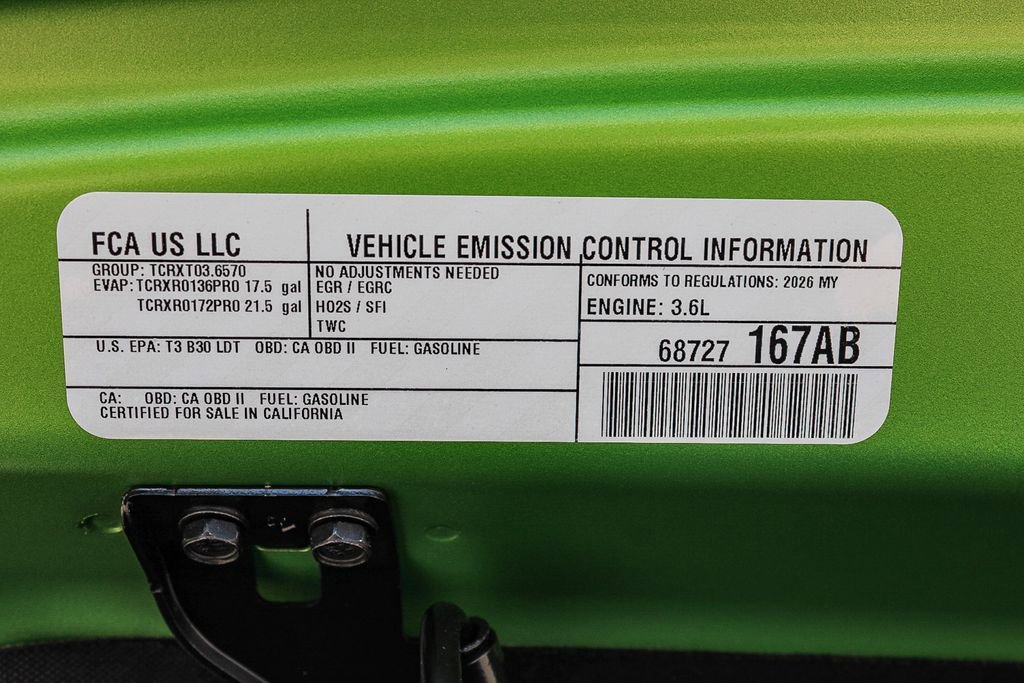 FCA US LLC
VEHICLE EMISSION CONTROL INFORMATION
GROUP: TCRXT03.6570
EVAP: TCRXR0136PR0 17.5 gal
TCRXR0172PR0 21.5 gal
NO ADJUSTMENTS NEEDED
EGR / EGRC
HO2S / SFI
TWC
CONFORMS TO REGULATIONS: 2026 MY
ENGINE: 3.6L
68727 167AB
U.S. EPA: T3 B30 LDT OBD: CA OBD II FUEL: GASOLINE
CA: OBD: CA OBD II FUEL: GASOLINE
CERTIFIED FOR SALE IN CALIFORNIA